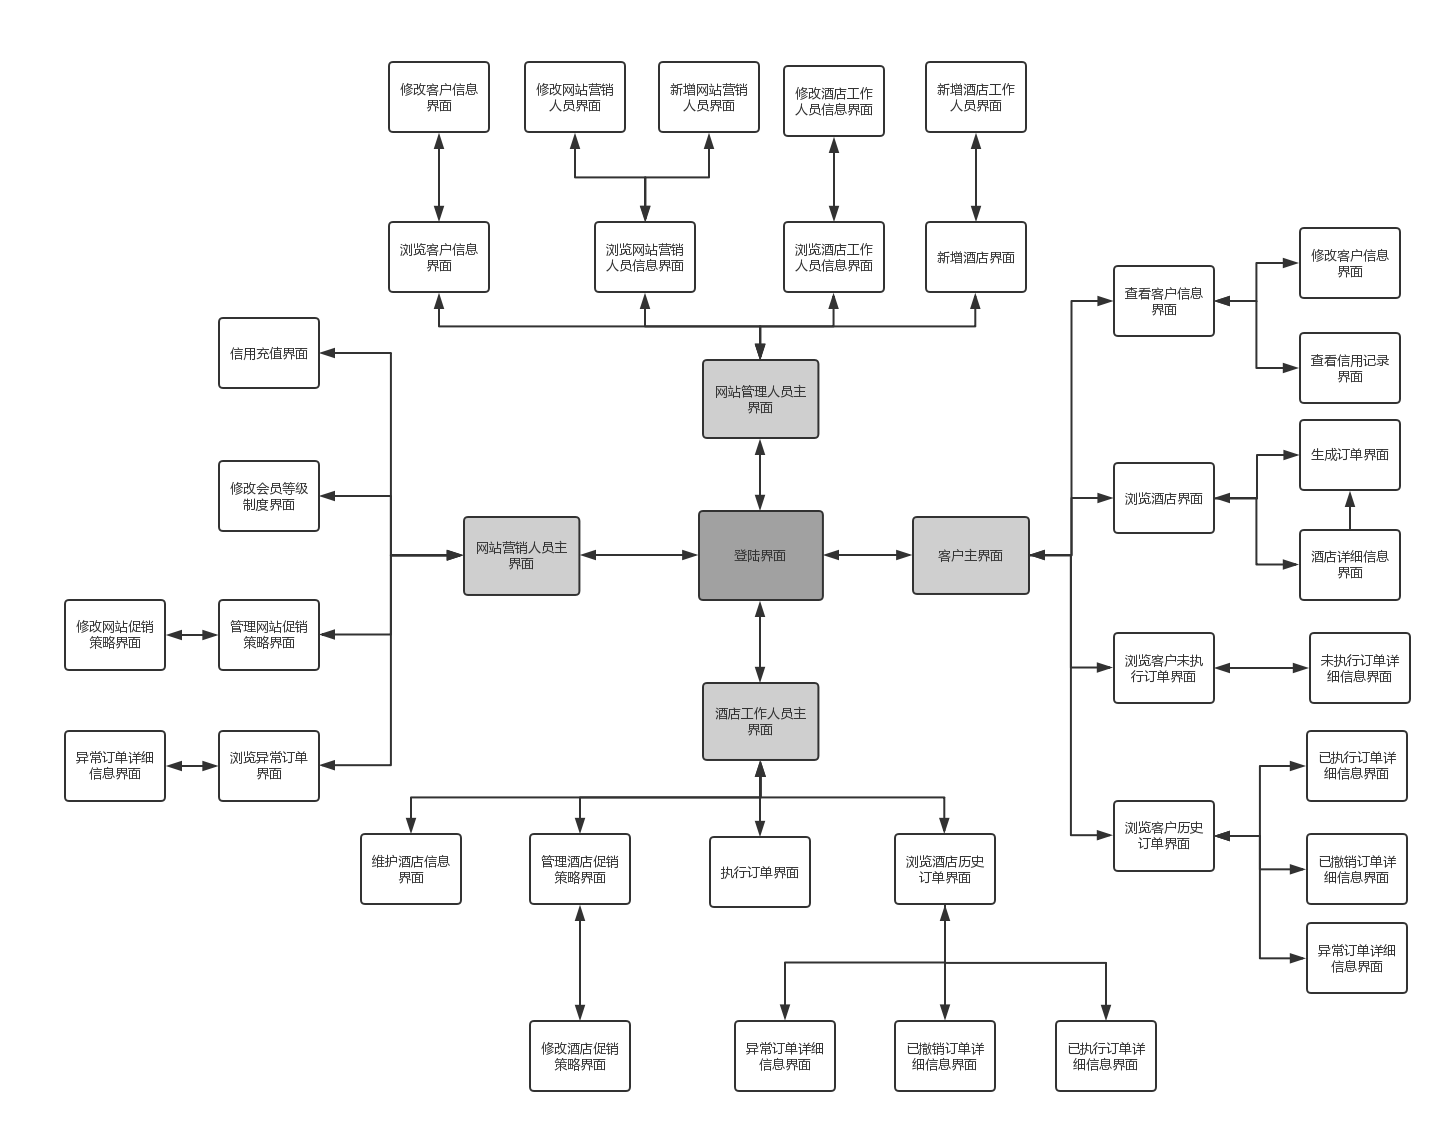 修改客户信息
界面
修改网站营销
人员界面
新增网站营销
人员界面
修改酒店工作
人员信息界面
新增酒店工作
人员界面
浏览客户信息
界面
浏览网站营销
人员信息界面
浏览酒店工作
人员信息界面
新增酒店界面
查看客户信息
界面
修改客户信息
界面
查看信用记录
界面
信用充值界面
网站管理人员主
界面
生成订单界面
修改会员等级
制度界面
浏览酒店界面
网站营销人员主
界面
登陆界面
客户主界面
酒店详细信息
界面
修改网站促销
策略界面
管理网站促销
策略界面
浏览客户未执
行订单界面
未执行订单详
细信息界面
酒店工作人员主
界面
异常订单详细
信息界面
浏览异常订单
界面
已执行订单详
细信息界面
浏览客户历史
订单界面
维护酒店信息
界面
管理酒店促销
策略界面
执行订单界面
浏览酒店历史
订单界面
已撤销订单详
细信息界面
异常订单详细
信息界面
修改酒店促销
策略界面
异常订单详细
信息界面
已撤销订单详
细信息界面
已执行订单详
细信息界面